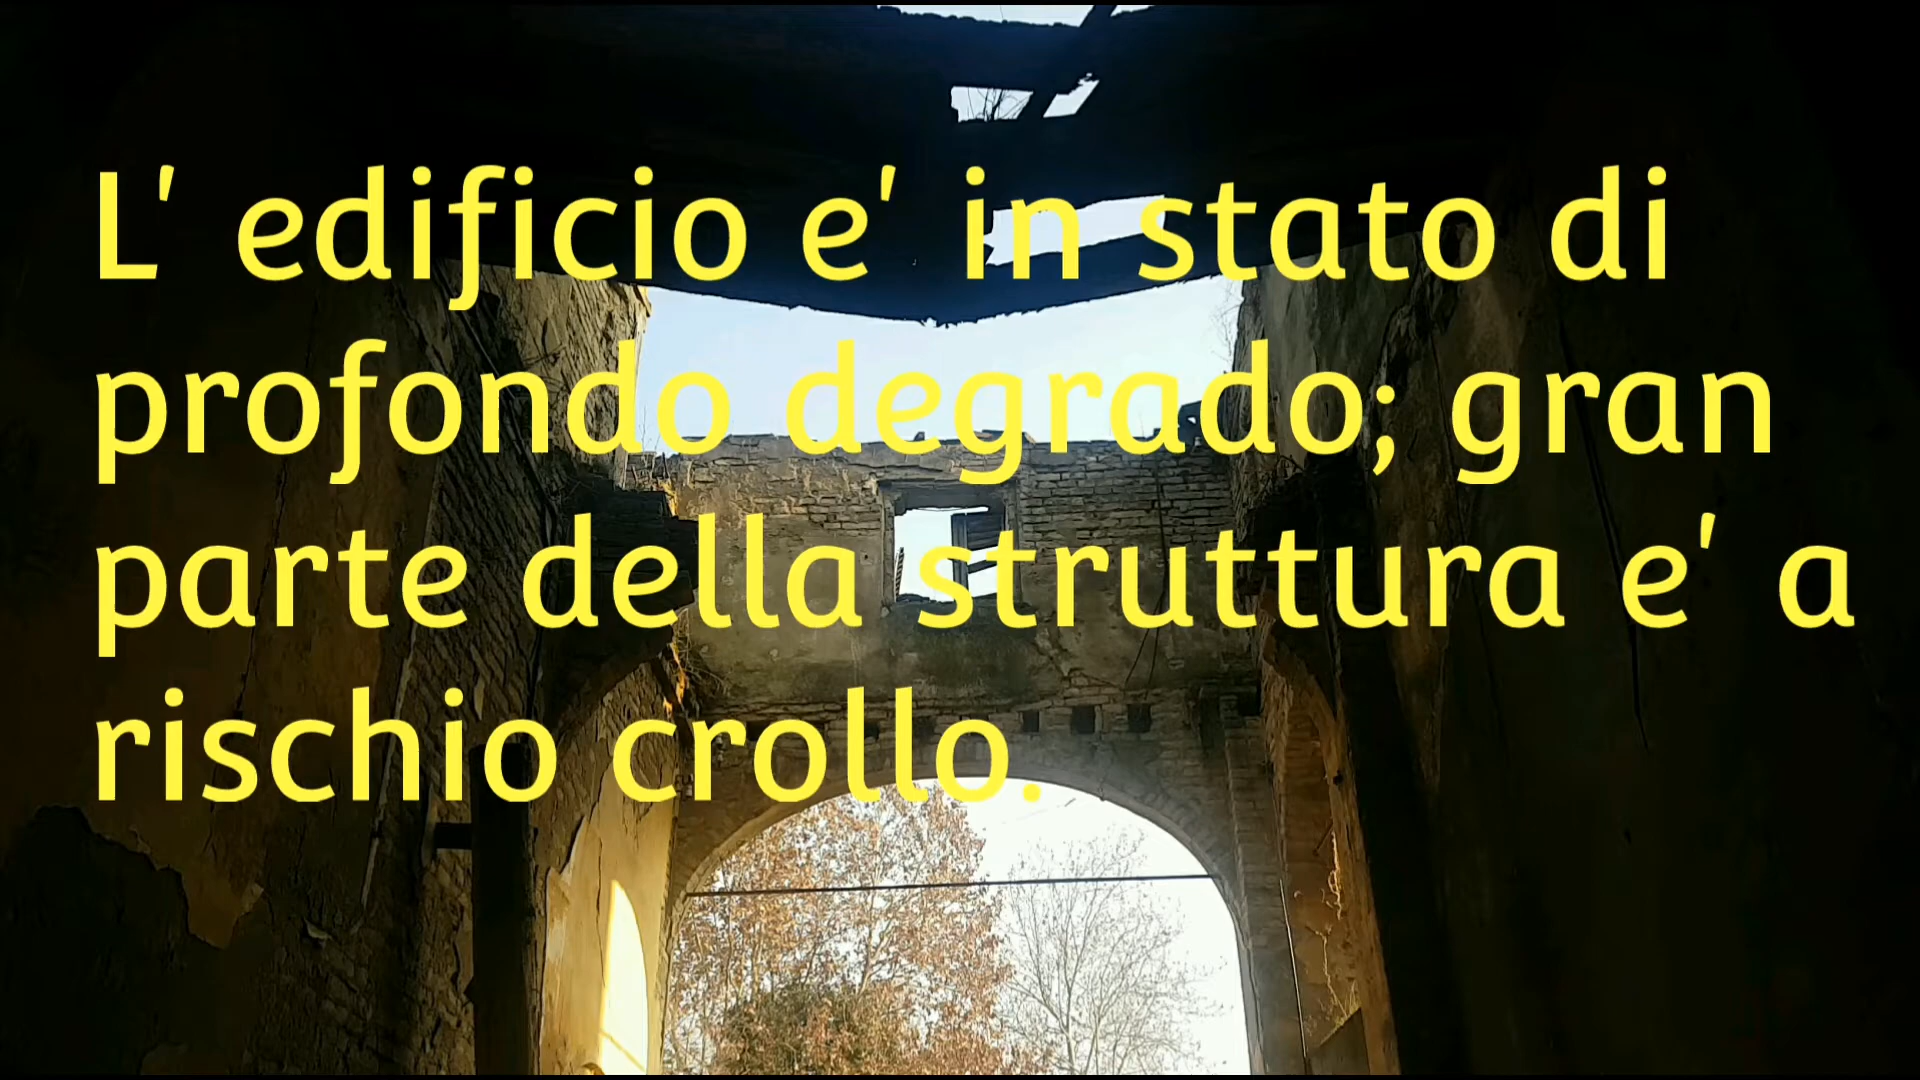 L' edificio e' in stato di
profondo degrado; gran
parte della struttura e' a
rischio crollo.